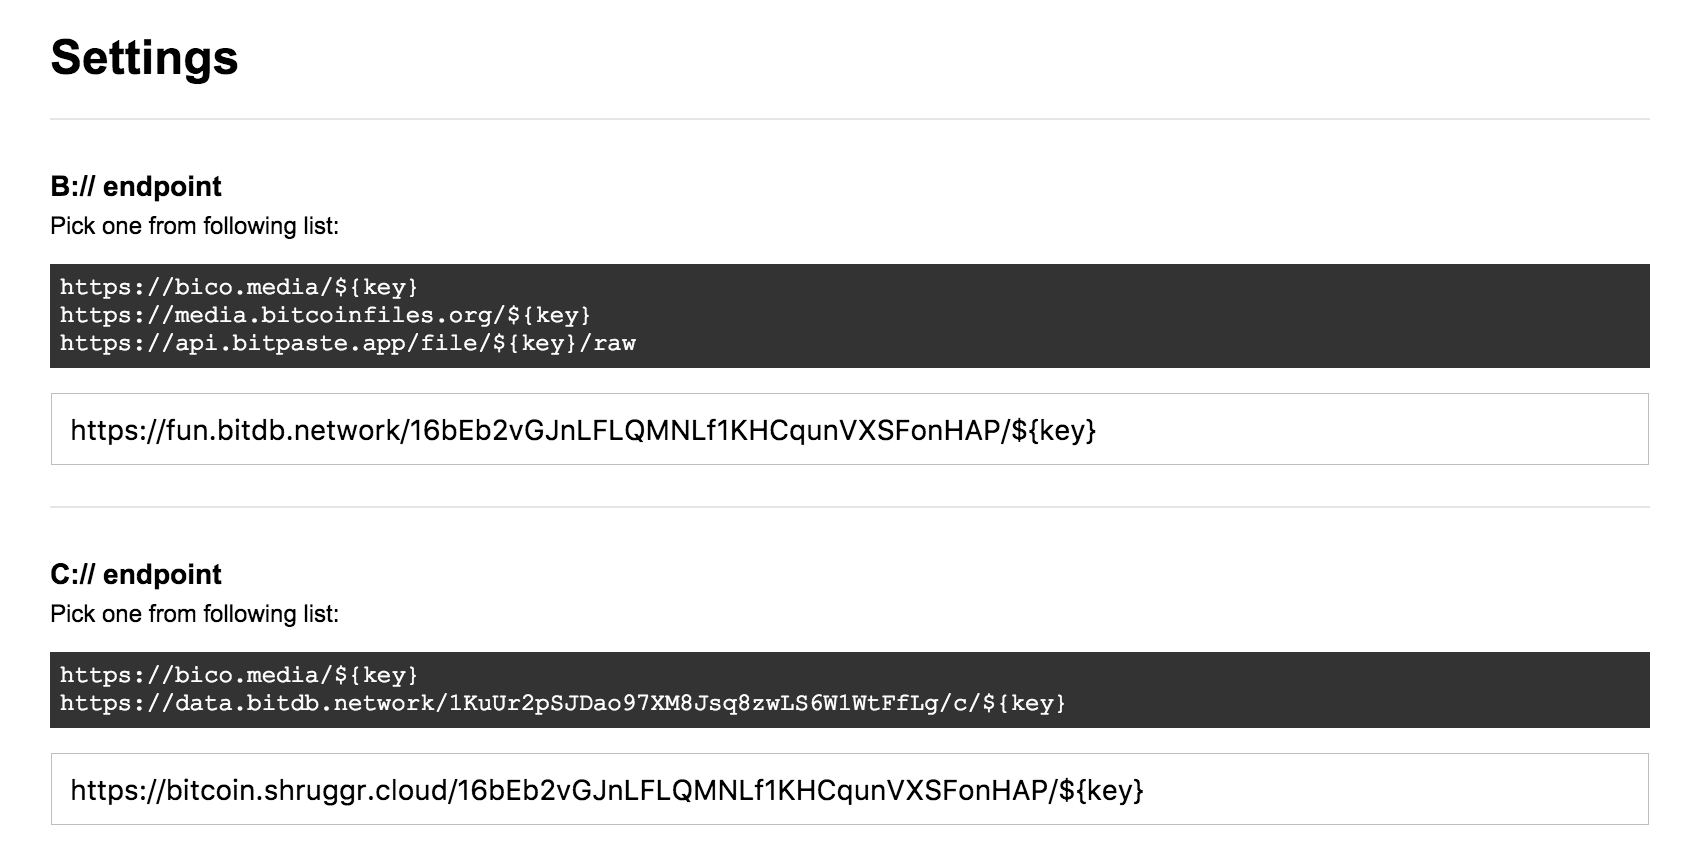 Settings
B:// endpoint
Pick one from following list:
https://bico.media/${key}
https://media.bitcoinfiles.org/${key}
https://api.bitpaste.app/file/${key}/raw
https://fun.bitdb.network/16bEb2vGJnLFLQMNLf1KHCqunVXSFonHAP/${key}
C:// endpoint
Pick one from following list:
https://bico.media/${key}
https://data.bitdb.network/1KuUr2pSJDao97XM8Jsq8zwLS6W1WtFfLg/c/${key}
https://bitcoin.shruggr.cloud/16bEb2vGJnLFLQMNLf1KHCqunVXSFonHAP/${key}